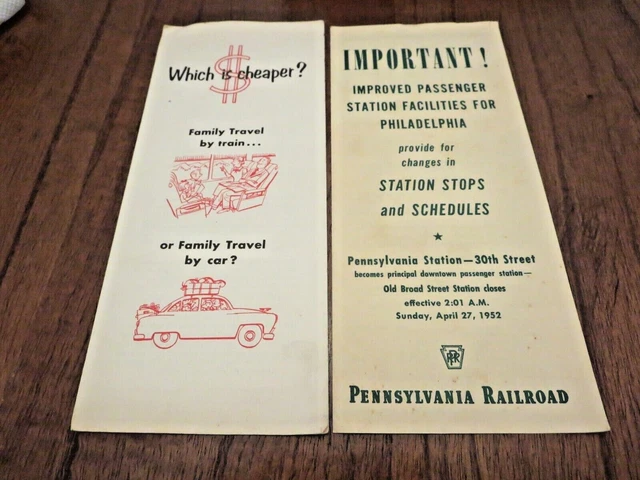 Which is cheaper?
$
Family Travel
by train...
or Family Travel
by car?
IMPORTANT!
IMPROVED PASSENGER
STATION FACILITIES FOR
PHILADELPHIA
provide for
changes in
STATION STOPS
and SCHEDULES
★
Pennsylvania Station—30th Street
becomes principal downtown passenger station—
Old Broad Street Station closes
effective 2:01 A.M.
Sunday, April 27, 1952
PRR
PENNSYLVANIA RAILROAD